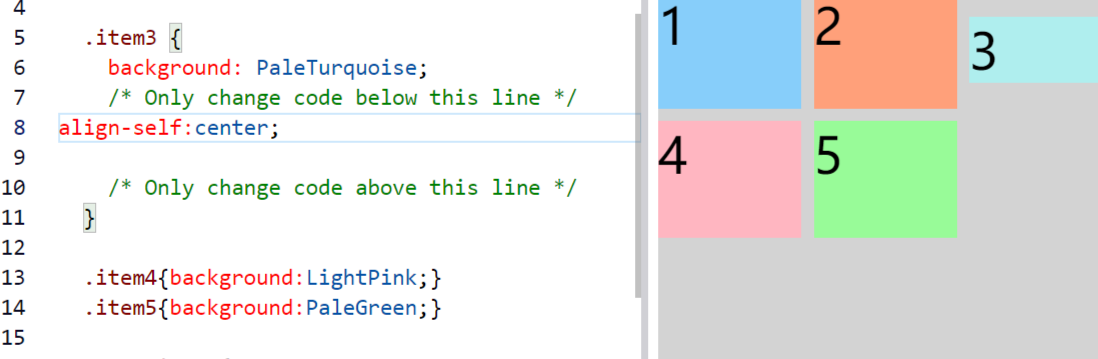 4
5 .item3 {
6 background: PaleTurquoise;
7 /* Only change code below this line */
8 align-self:center;
9
10 /* Only change code above this line */
11 }
12
13 .item4{background:LightPink;}
14 .item5{background:PaleGreen;}
15
1 2 3
4 5